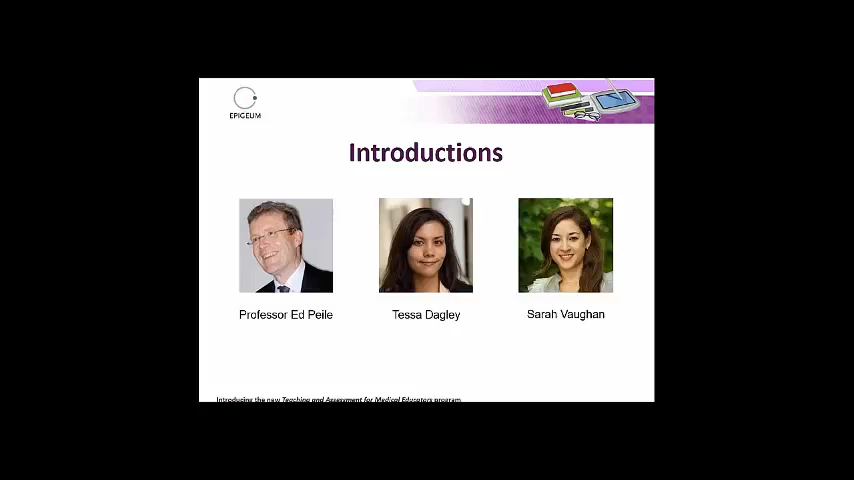 EPIGEUM
Introductions
Professor Ed Peile
Tessa Dagley
Sarah Vaughan
Introducing the new Teaching and Assessment for Medical Educators program